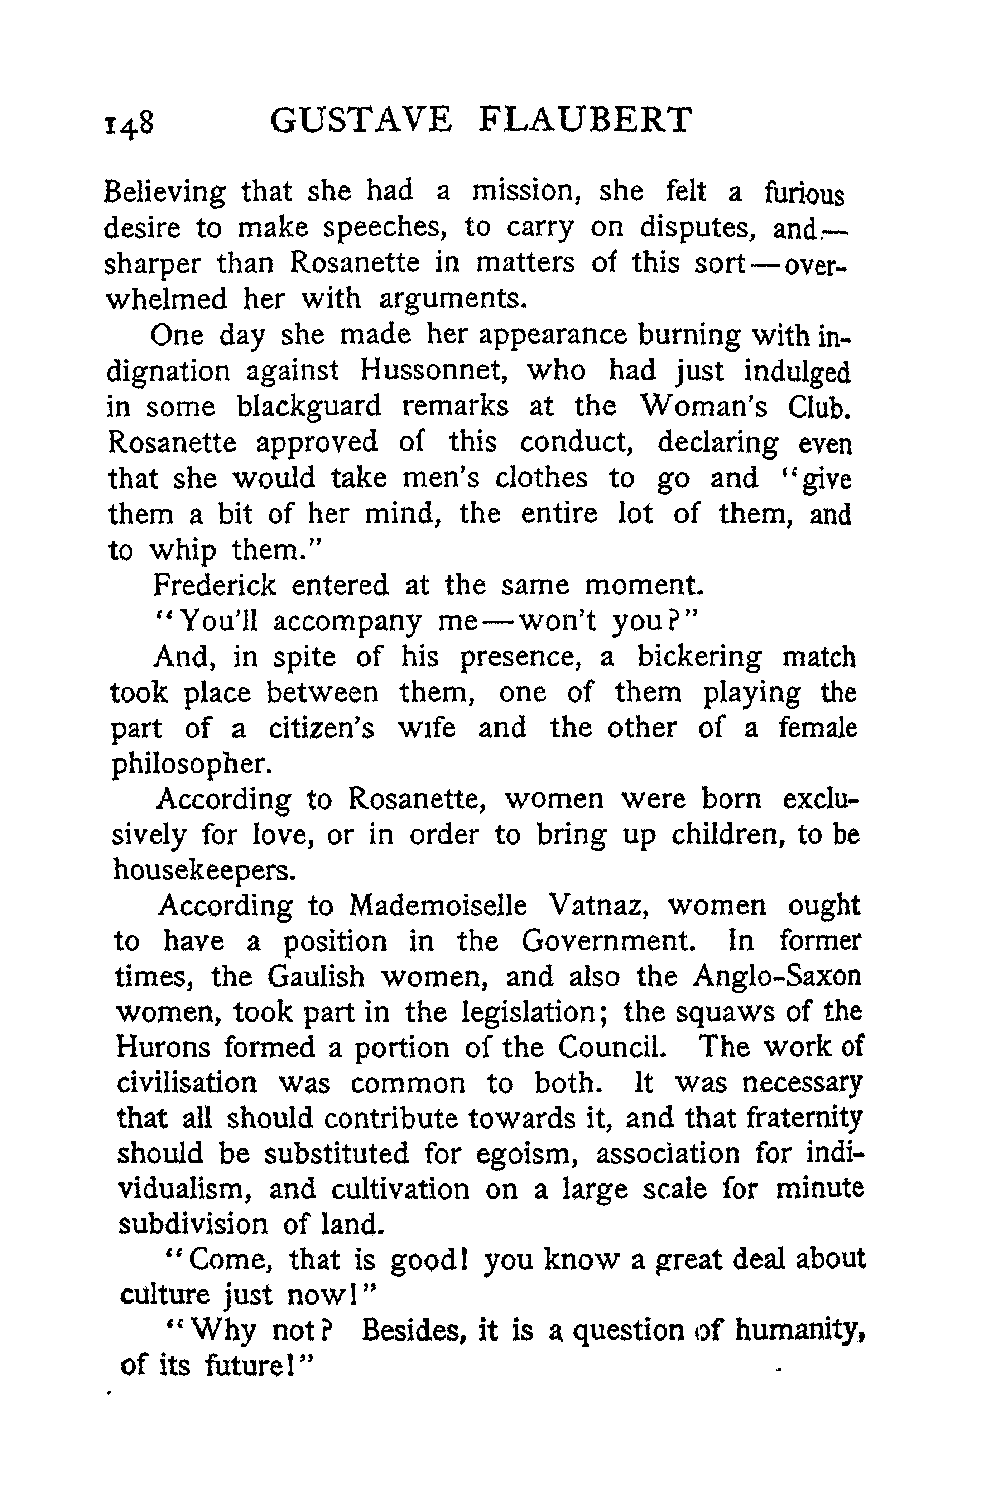 148 GUSTAVE FLAUBERT
Believing that she had a mission, she felt a furious
desire to make speeches, to carry on disputes, and—
sharper than Rosanette in matters of this sort—over-
whelmed her with arguments.
One day she made her appearance burning with in-
dignation against Hussonnet, who had just indulged
in some blackguard remarks at the Woman's Club.
Rosanette approved of this conduct, declaring even
that she would take men's clothes to go and "give
them a bit of her mind, the entire lot of them, and
to whip them."
Frederick entered at the same moment.
"You'll accompany me—won't you?"
And, in spite of his presence, a bickering match
took place between them, one of them playing the
part of a citizen's wife and the other of a female
philosopher.
According to Rosanette, women were born exclu-
sively for love, or in order to bring up children, to be
housekeepers.
According to Mademoiselle Vatnaz, women ought
to have a position in the Government. In former
times, the Gaulish women, and also the Anglo-Saxon
women, took part in the legislation; the squaws of the
Hurons formed a portion of the Council. The work of
civilisation was common to both. It was necessary
that all should contribute towards it, and that fraternity
should be substituted for egoism, association for indi-
vidualism, and cultivation on a large scale for minute
subdivision of land.
"Come, that is good! you know a great deal about
culture just now!"
"Why not? Besides, it is a question of humanity,
of its future!"